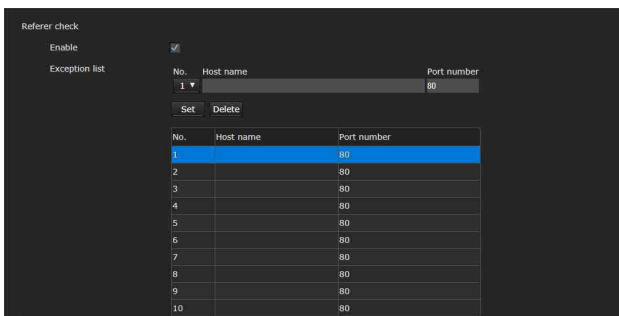 Referer check
Enable
Exception list
No. Host name Port number
1 80
Set Delete
No. Host name Port number
1 80
2 80
3 80
4 80
5 80
6 80
7 80
8 80
9 80
10 80